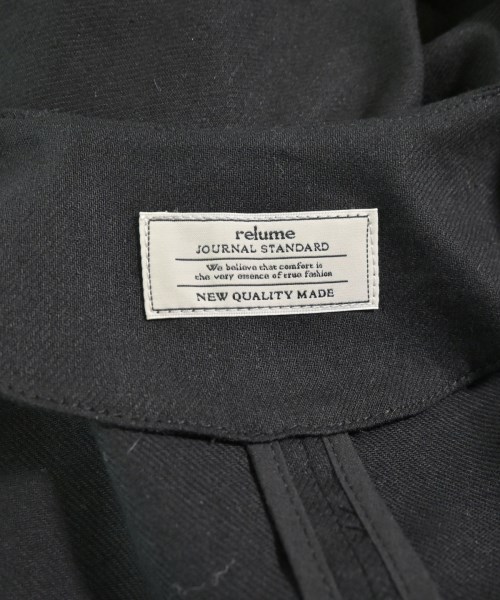 relume
JOURNAL STANDARD
We believe that comfort is
the very essence of true fashion
NEW QUALITY MADE